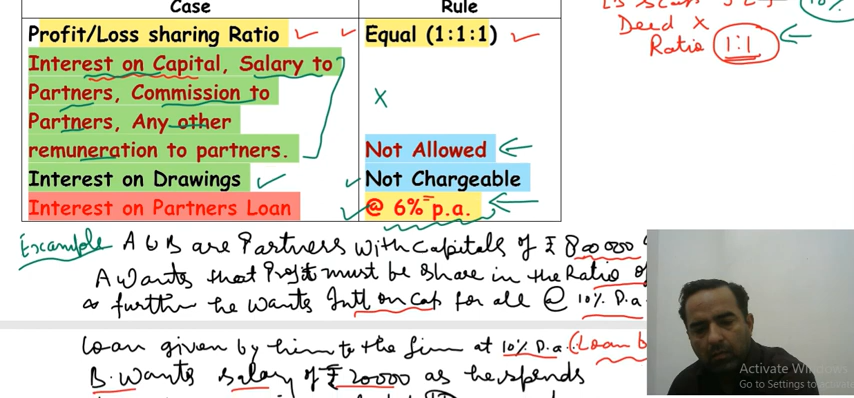 Case Rule
Profit/Loss sharing Ratio Equal (1:1:1)
Interest on Capital, Salary to
Partners, Commission to
Partners, Any other
remuneration to partners. Not Allowed
Interest on Drawings Not Chargeable
Interest on Partners Loan @ 6% p.a.
Deed X
Ratio 1:1
Example A & B are Partners with Capitals of ₹ 800000
A wants that Profit must be share in the Ratio of
further he wants Intt on Cap for all @ 10% P.a
Loan given by him to the firm at 10% P.a. (Loan
B. wants salary of ₹ 20000 as he spends
Activate Windows
Go to Settings to activate